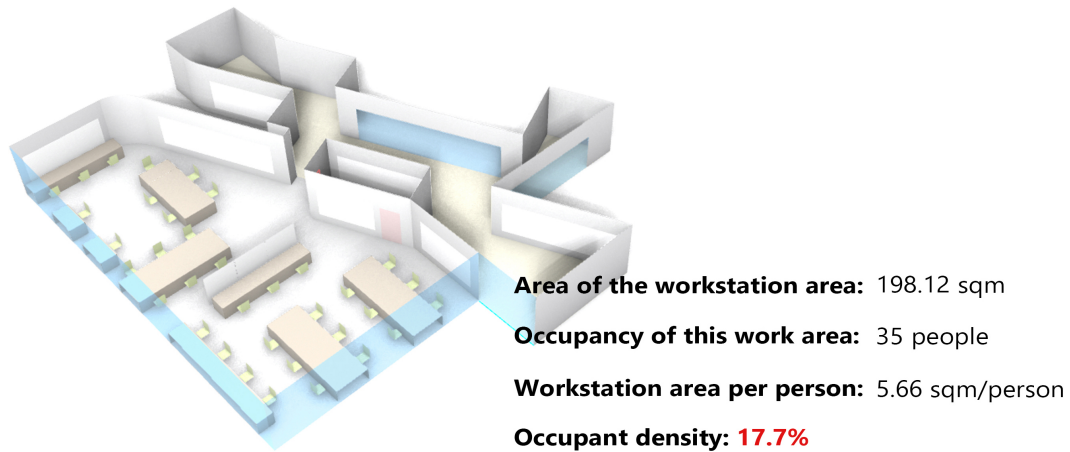 Area of the workstation area: 198.12 sqm
Occupancy of this work area: 35 people
Workstation area per person: 5.66 sqm/person
Occupant density: 17.7%